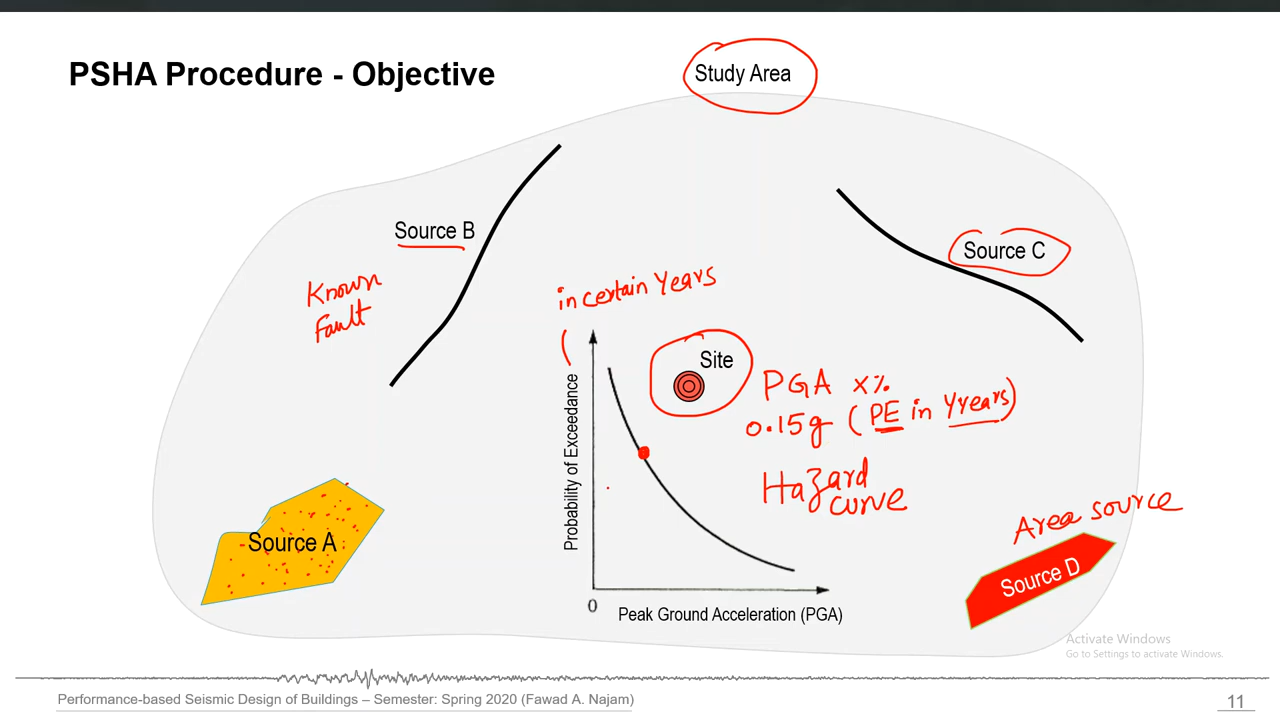 PSHA Procedure - Objective
Study Area
Source B
Source C
Known
Fault
in certain Years
Site
PGA x%
0.15g (PE in Yyears)
Hazard
curve
Probability of Exceedance
0
Peak Ground Acceleration (PGA)
Source A
Area source
Source D
Activate Windows
Go to Settings to activate Windows.
Performance-based Seismic Design of Buildings – Semester: Spring 2020 (Fawad A. Najam)
11